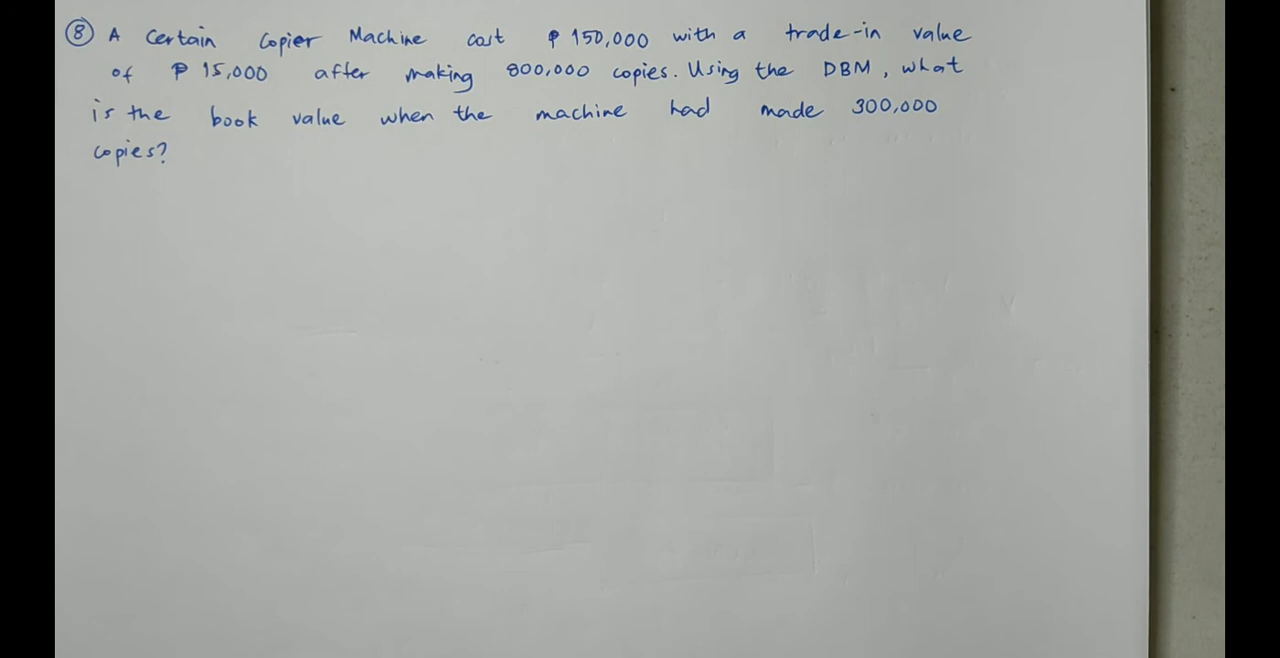 ⑧ A certain copier Machine cost ₱ 150,000 with a trade-in value
of ₱ 15,000 after making 800,000 copies. Using the DBM, what
is the book value when the machine had made 300,000
copies?